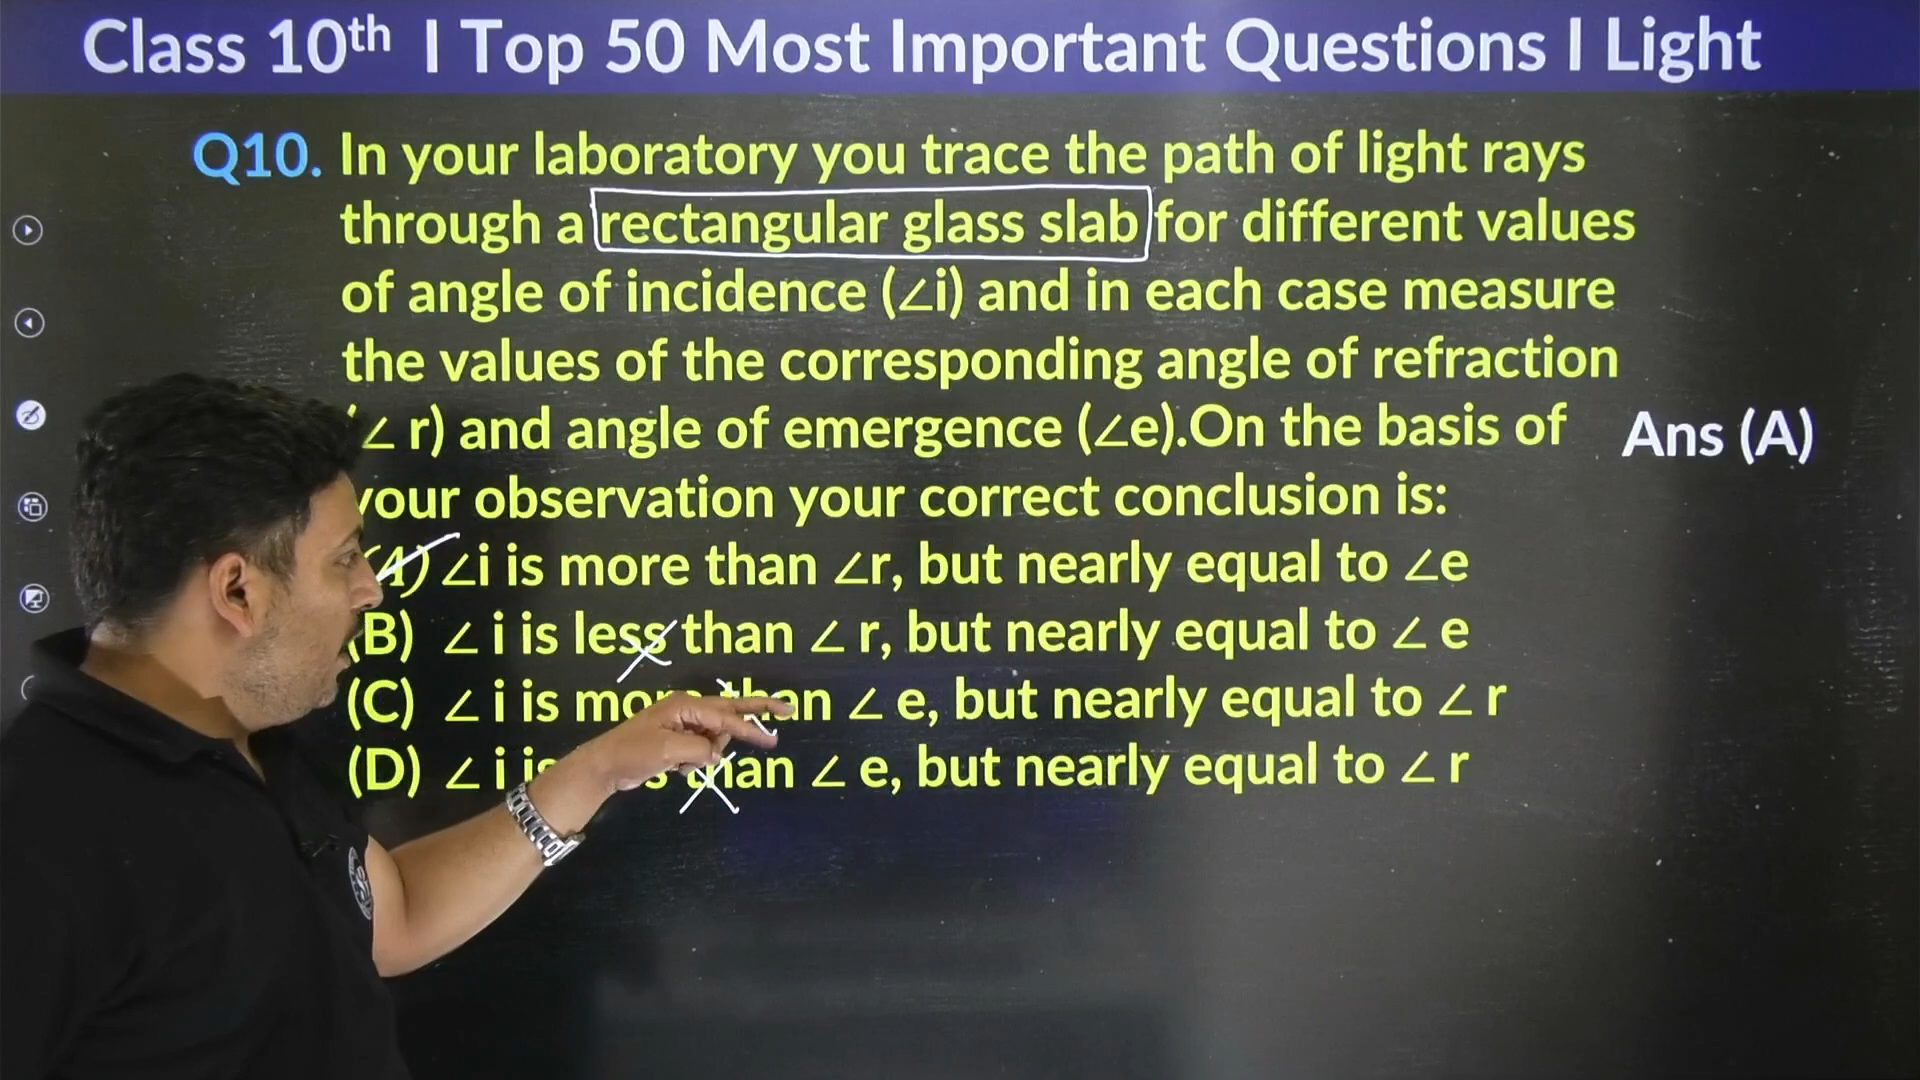 Class 10th I Top 50 Most Important Questions I Light
Q10. In your laboratory you trace the path of light rays
through a rectangular glass slab for different values
of angle of incidence (∠i) and in each case measure
the values of the corresponding angle of refraction
(∠ r) and angle of emergence (∠e).On the basis of
your observation your correct conclusion is:
Ans (A)
(A) ∠i is more than ∠r, but nearly equal to ∠e
(B) ∠ i is less than ∠ r, but nearly equal to ∠ e
(C) ∠ i is more than ∠ e, but nearly equal to ∠ r
(D) ∠ i is than ∠ e, but nearly equal to ∠ r